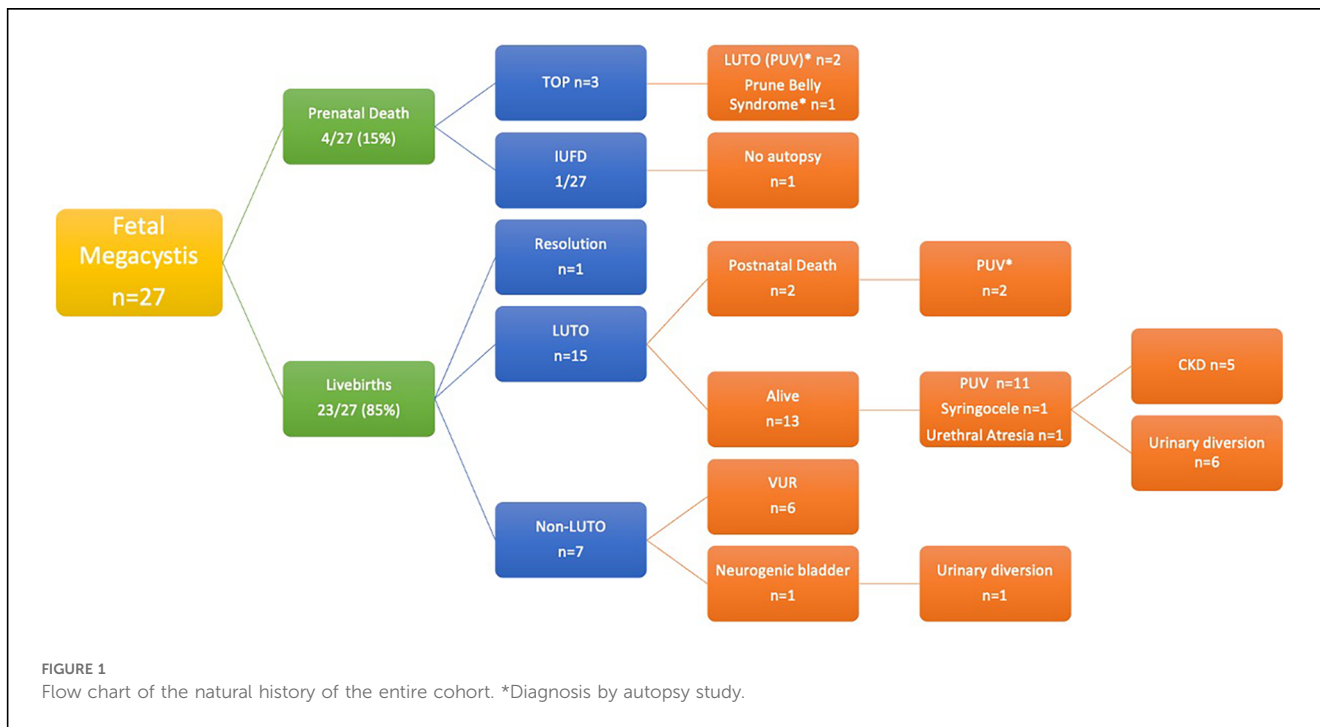 Fetal
Megacystis
n=27
Prenatal Death
4/27 (15%)
Livebirths
23/27 (85%)
TOP n=3
IUFD
1/27
Resolution
n=1
LUTO
n=15
Non-LUTO
n=7
LUTO (PUV)* n=2
Prune Belly
Syndrome* n=1
No autopsy
n=1
Postnatal Death
n=2
Alive
n=13
VUR
n=6
Neurogenic bladder
n=1
PUV*
n=2
PUV n=11
Syringocele n=1
Urethral Atresia n=1
Urinary diversion
n=1
CKD n=5
Urinary diversion
n=6
FIGURE 1
Flow chart of the natural history of the entire cohort. *Diagnosis by autopsy study.